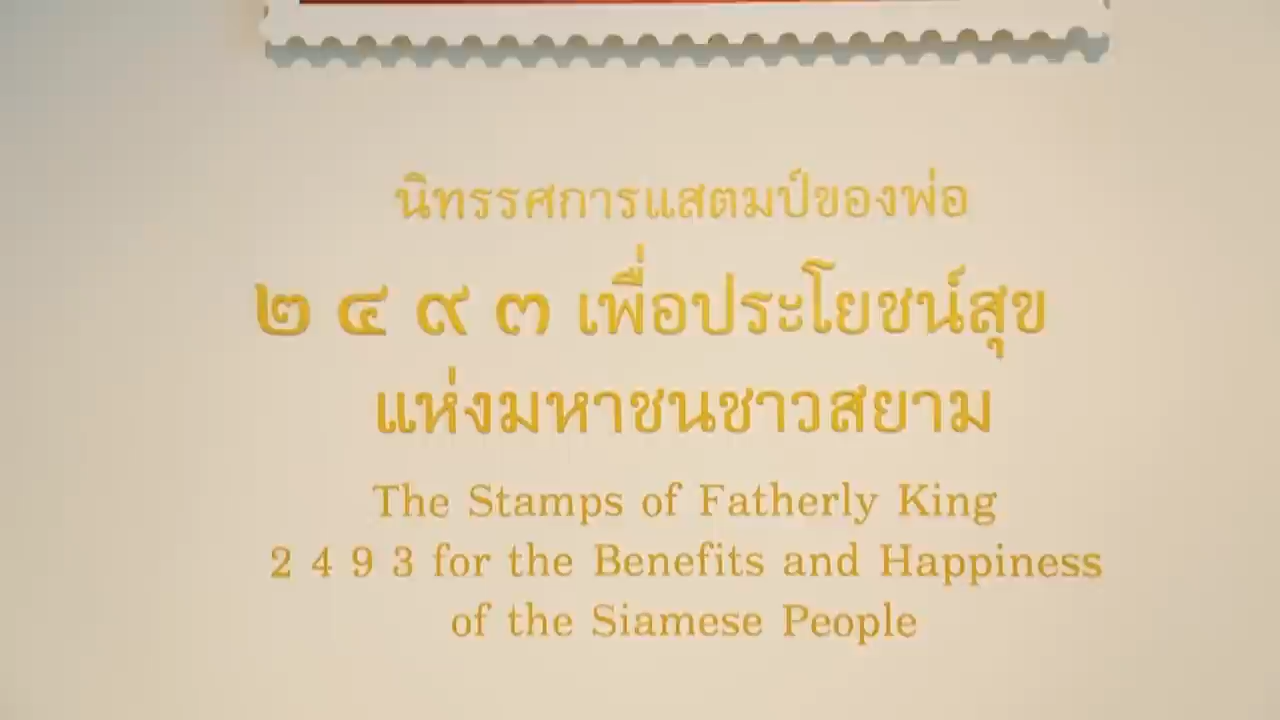 นิทรรศการแสตมป์ของพ่อ
๒ ๔ ๙ ๓ เพื่อประโยชน์สุข
แห่งมหาชนชาวสยาม
The Stamps of Fatherly King
2 4 9 3 for the Benefits and Happiness
of the Siamese People